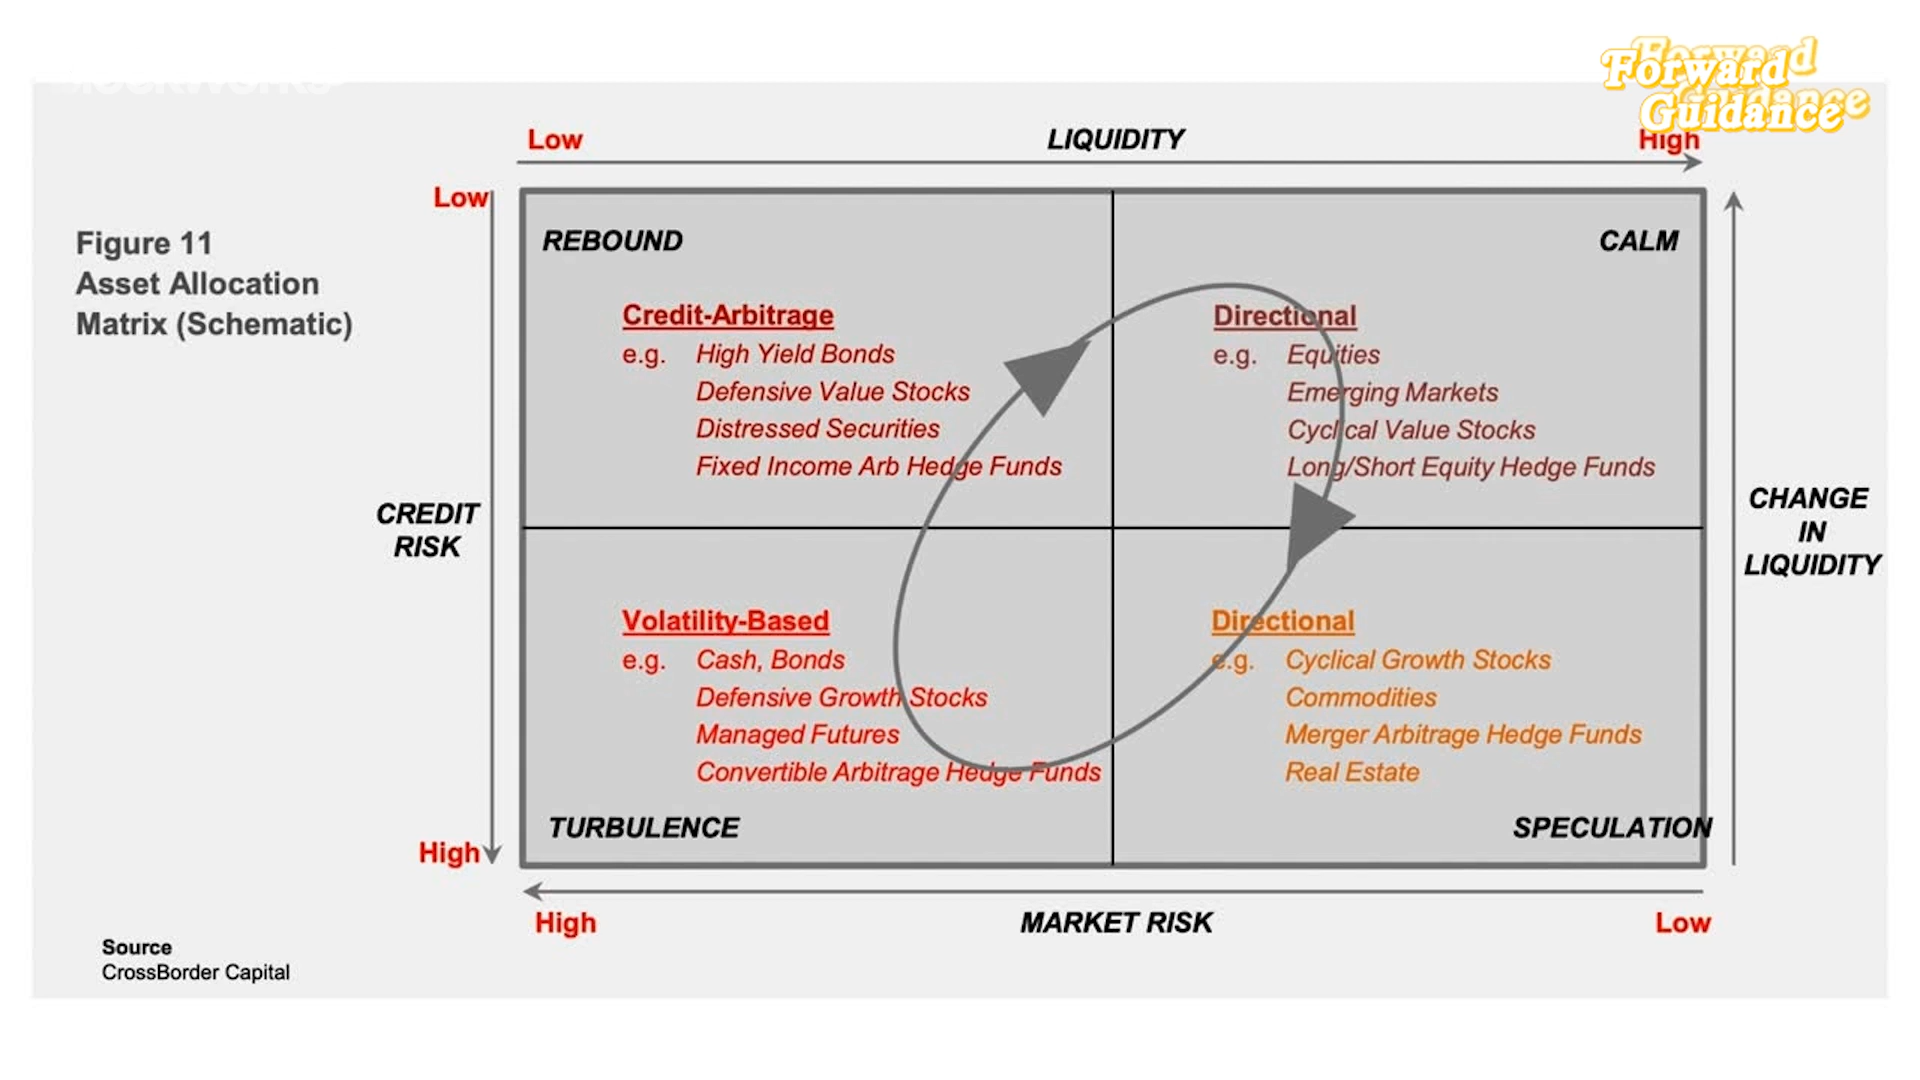 Forward
Guidance
Low
LIQUIDITY
High
Low
Figure 11
Asset Allocation
Matrix (Schematic)
REBOUND
CALM
Credit-Arbitrage
e.g. High Yield Bonds
Defensive Value Stocks
Distressed Securities
Fixed Income Arb Hedge Funds
Directional
e.g. Equities
Emerging Markets
Cyclical Value Stocks
Long/Short Equity Hedge Funds
CREDIT
RISK
CHANGE
IN
LIQUIDITY
Volatility-Based
e.g. Cash, Bonds
Defensive Growth Stocks
Managed Futures
Convertible Arbitrage Hedge Funds
Directional
e.g. Cyclical Growth Stocks
Commodities
Merger Arbitrage Hedge Funds
Real Estate
TURBULENCE
SPECULATION
High
High
MARKET RISK
Low
Source
CrossBorder Capital